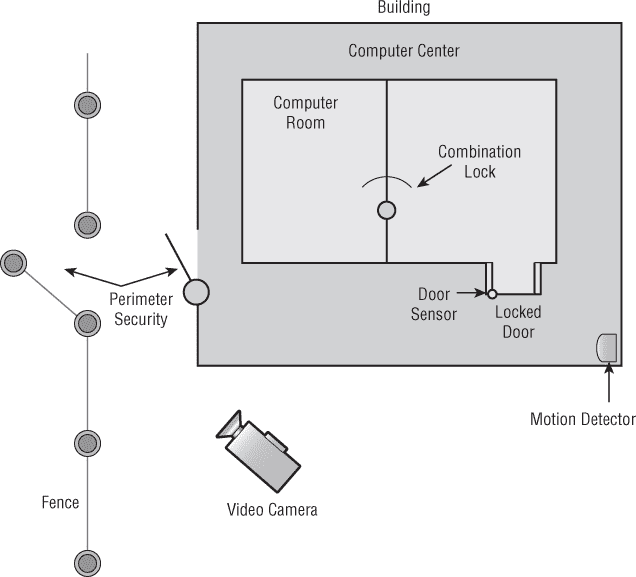 Building
Computer Center
Computer
Room
Combination
Lock
Perimeter
Security
Door
Sensor
Locked
Door
Motion Detector
Fence
Video Camera